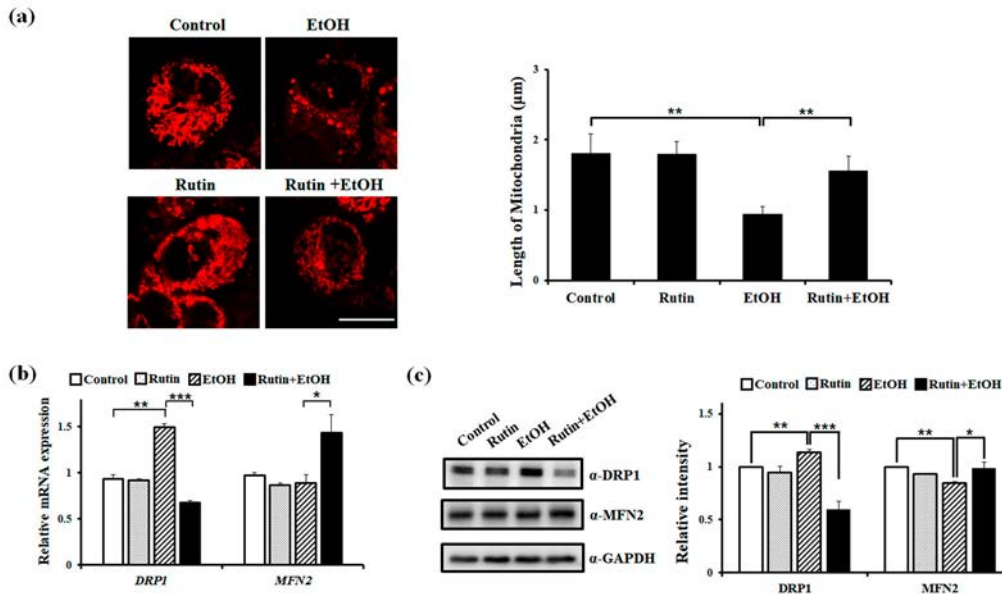 (a)
Control EtOH
Rutin Rutin +EtOH
Length of Mitochondria (µm)
3
2
1
0
** **
Control Rutin EtOH Rutin+EtOH
(b)
Control Rutin EtOH Rutin+EtOH
Relative mRNA expression
1.5
1
0.5
0
** *** *
DRP1 MFN2
(c)
Control Rutin EtOH Rutin+EtOH
α-DRP1
α-MFN2
α-GAPDH
Control Rutin EtOH Rutin+EtOH
Relative intensity
1.5
1
0.5
0
** *** ** *
DRP1 MFN2